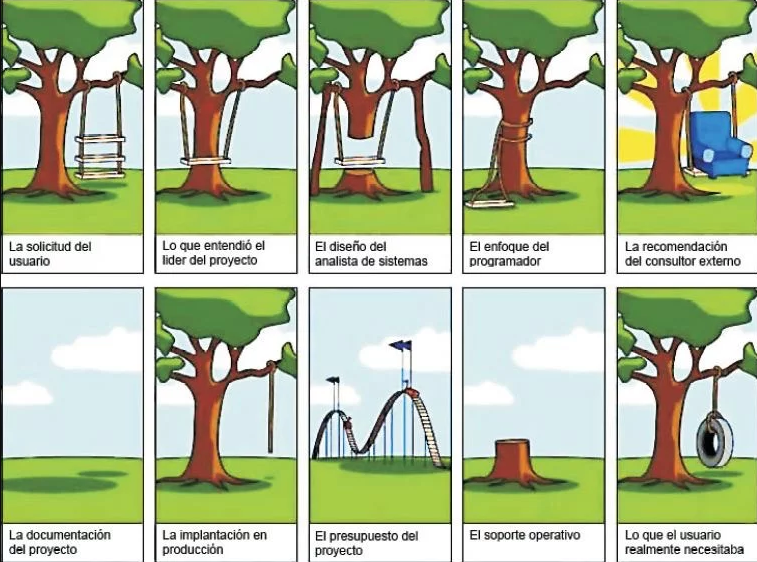 La solicitud del
usuario
Lo que entendió el
lider del proyecto
El diseño del
analista de sistemas
El enfoque del
programador
La recomendación
del consultor externo
La documentación
del proyecto
La implantación en
producción
El presupuesto del
proyecto
El soporte operativo
Lo que el usuario
realmente necesitaba